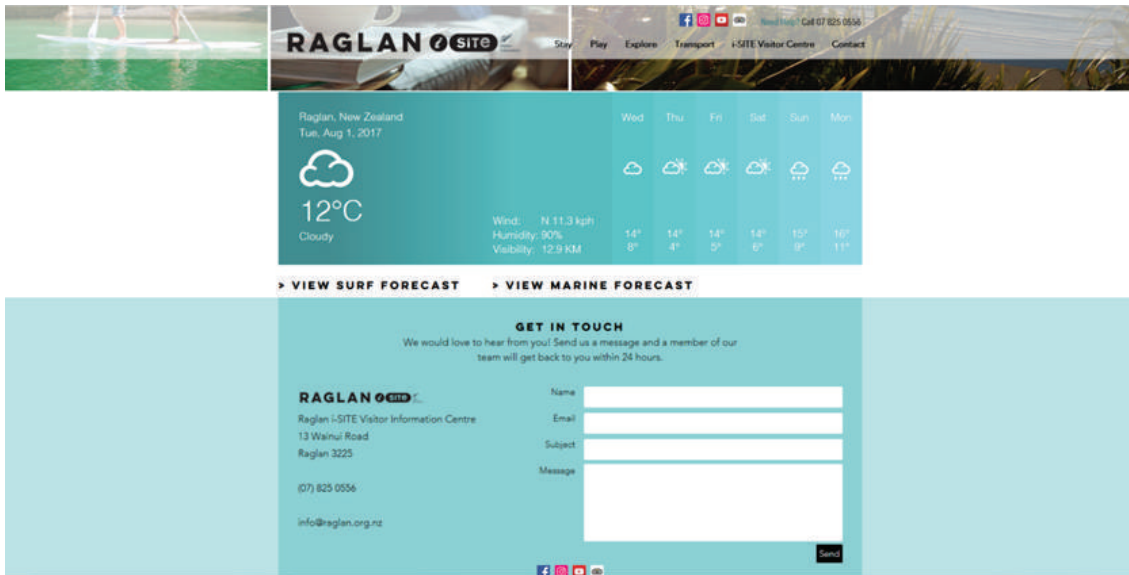 Need Help? Call 07 825 0556
RAGLAN i SITE
Stay Play Explore Transport i-SITE Visitor Centre Contact
Raglan, New Zealand
Tue, Aug 1, 2017
Wed Thu Fri Sat Sun Mon
12°C
Cloudy
Wind: N 11.3 kph
Humidity: 90%
Visibility: 12.9 KM
14° 14° 14° 14° 15° 16°
8° 4° 5° 6° 9° 11°
> VIEW SURF FORECAST > VIEW MARINE FORECAST
GET IN TOUCH
We would love to hear from you! Send us a message and a member of our
team will get back to you within 24 hours.
RAGLAN i SITE
Raglan i-SITE Visitor Information Centre
13 Wainui Road
Raglan 3225
(07) 825 0556
info@raglan.org.nz
Name
Email
Subject
Message
Send